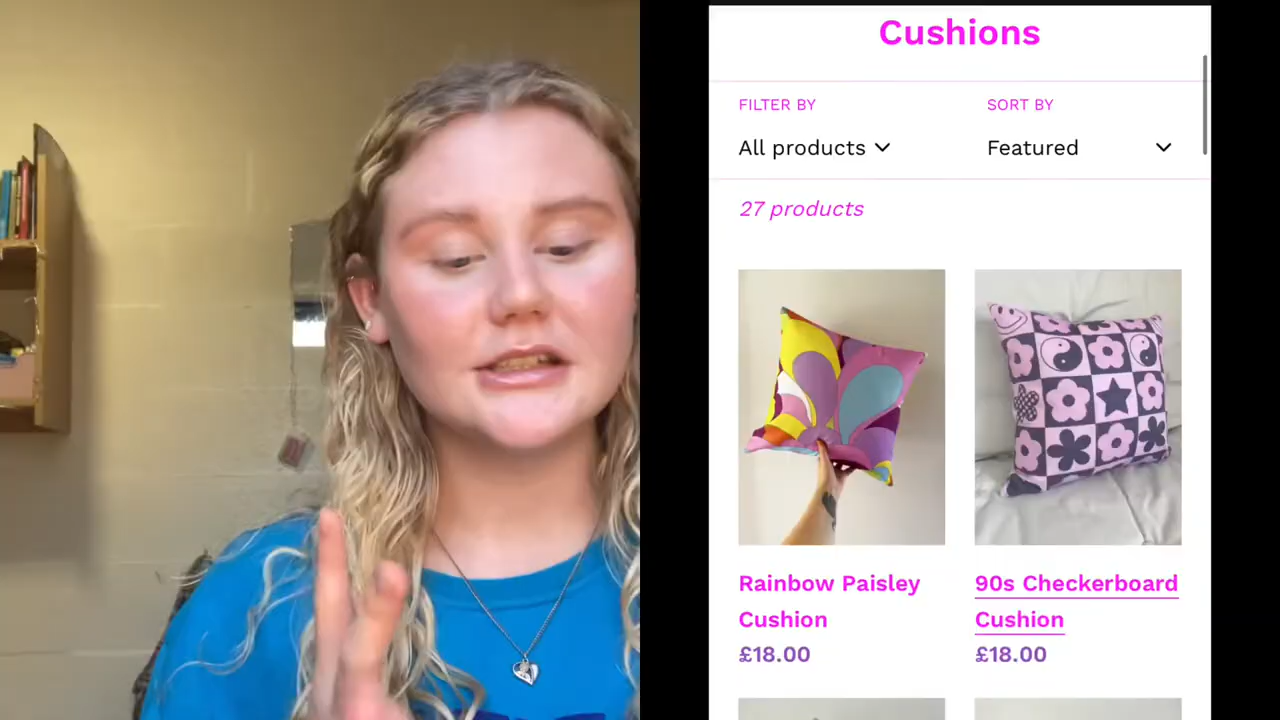 Cushions
FILTER BY
SORT BY
All products
Featured
27 products
Rainbow Paisley
Cushion
£18.00
90s Checkerboard
Cushion
£18.00